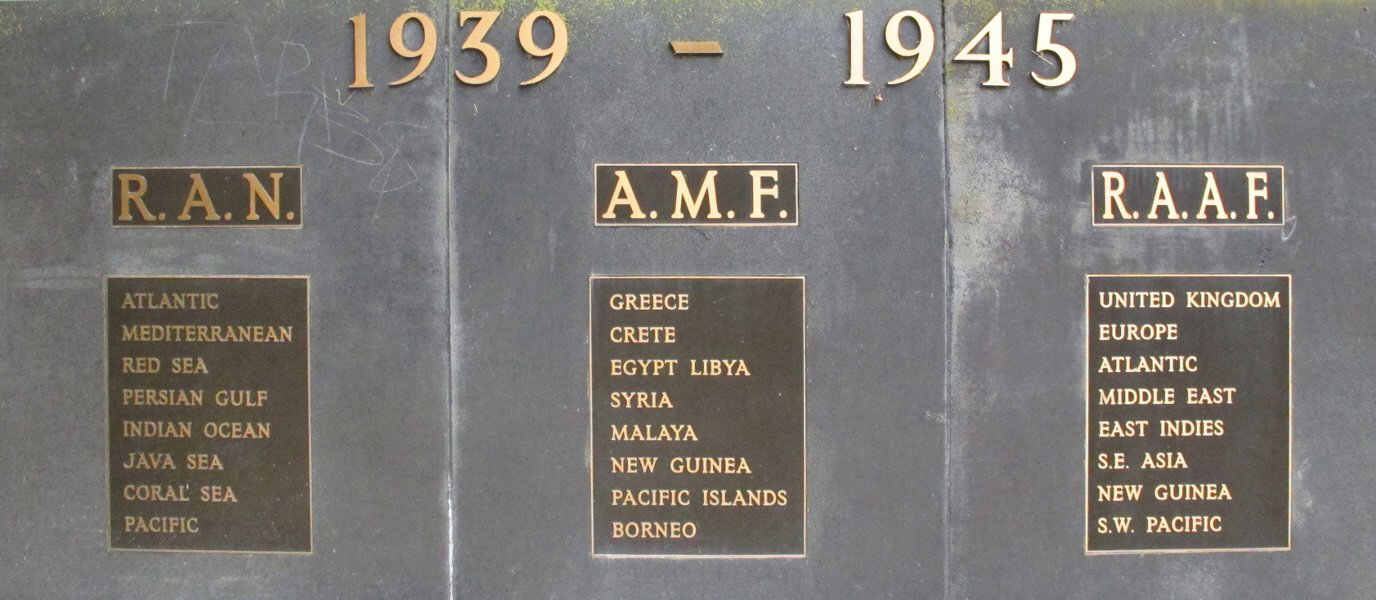 1939 - 1945
R.A.N.
ATLANTIC
MEDITERRANEAN
RED SEA
PERSIAN GULF
INDIAN OCEAN
JAVA SEA
CORAL SEA
PACIFIC
A.M.F.
GREECE
CRETE
EGYPT LIBYA
SYRIA
MALAYA
NEW GUINEA
PACIFIC ISLANDS
BORNEO
R.A.A.F.
UNITED KINGDOM
EUROPE
ATLANTIC
MIDDLE EAST
EAST INDIES
S.E. ASIA
NEW GUINEA
S.W. PACIFIC